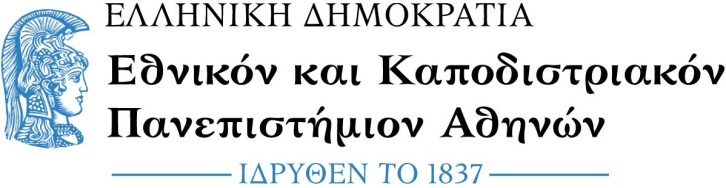 ΕΛΛΗΝΙΚΗ ΔΗΜΟΚΡΑΤΙΑ
Εθνικόν και Καποδιστριακόν
Πανεπιστήμιον Αθηνών
ΙΔΡΥΘΕΝ ΤΟ 1837